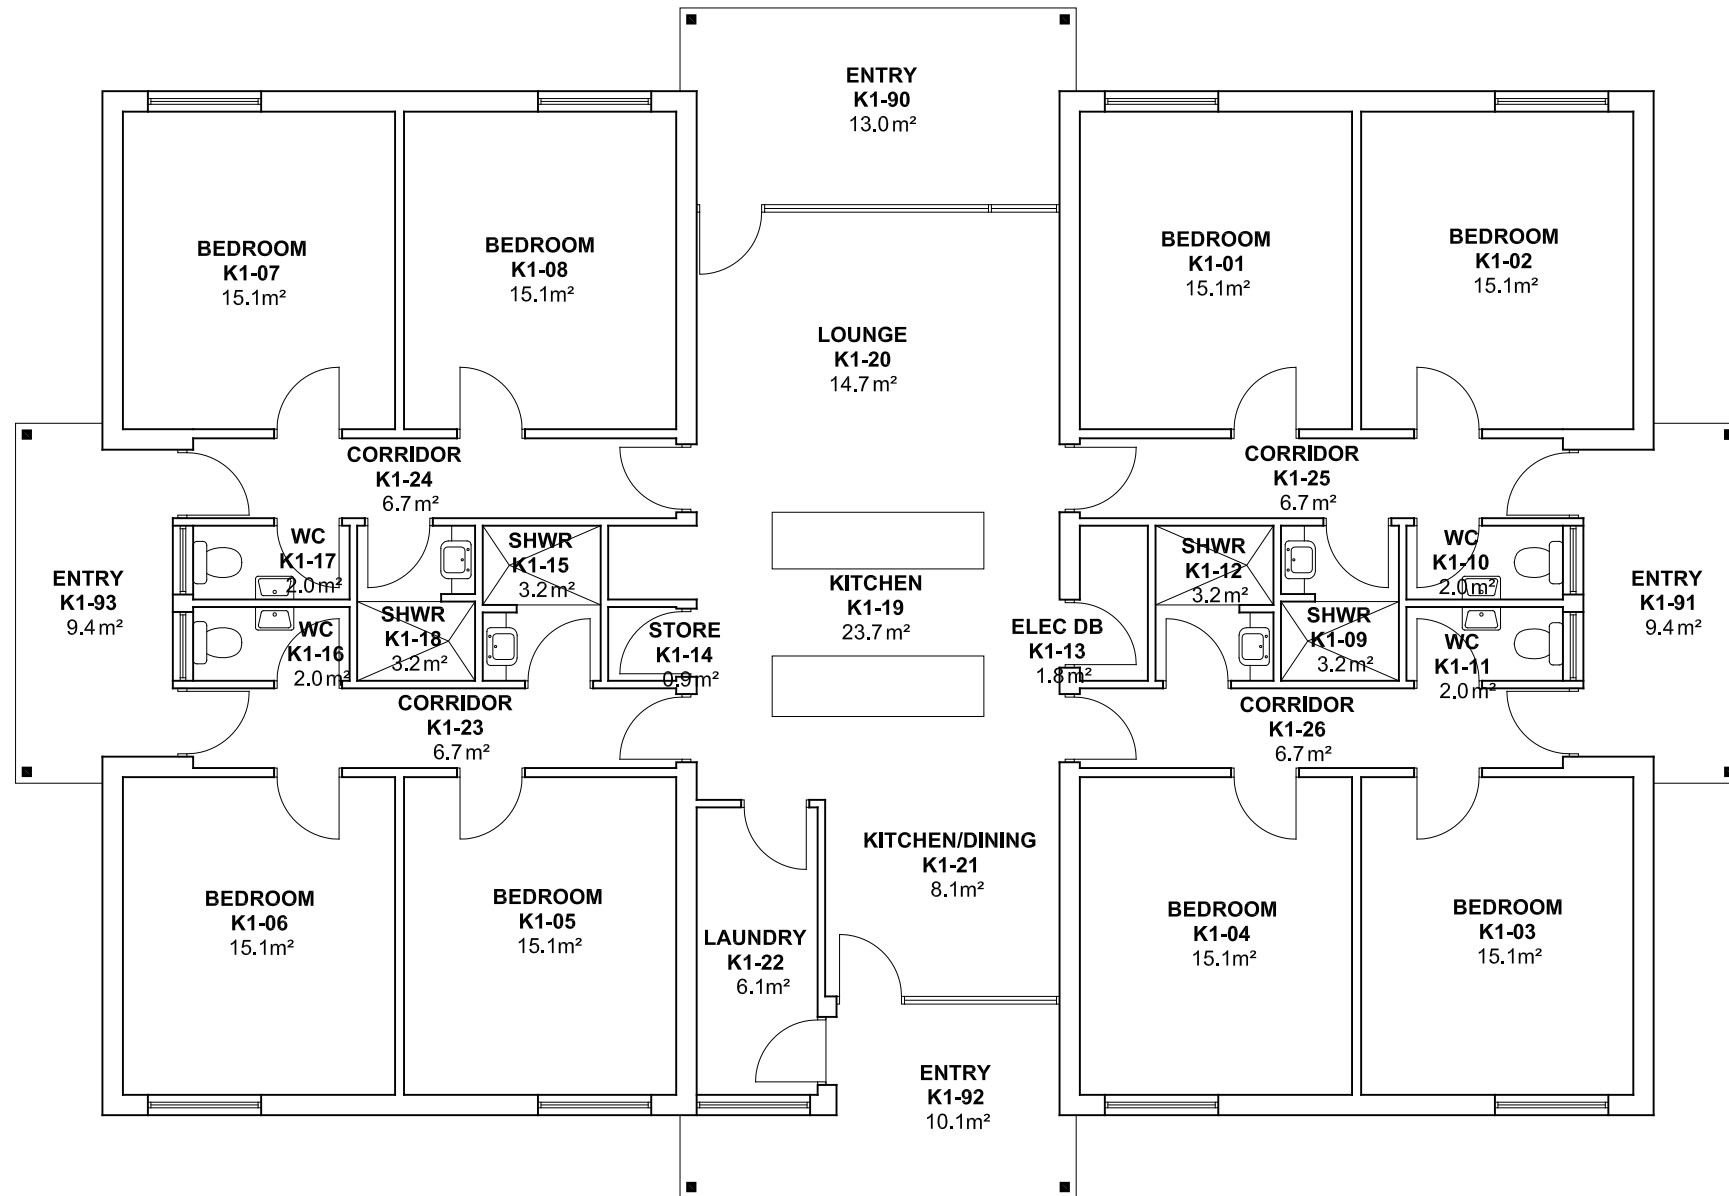 ENTRY
K1-90
13.0m²
BEDROOM
K1-07
15.1m²
BEDROOM
K1-08
15.1m²
BEDROOM
K1-01
15.1m²
BEDROOM
K1-02
15.1m²
LOUNGE
K1-20
14.7m²
CORRIDOR
K1-24
6.7m²
CORRIDOR
K1-25
6.7m²
ENTRY
K1-93
9.4m²
WC
K1-17
2.0m²
SHWR
K1-15
3.2m²
KITCHEN
K1-19
23.7m²
SHWR
K1-12
3.2m²
WC
K1-10
2.0m²
ENTRY
K1-91
9.4m²
WC
K1-16
2.0m²
SHWR
K1-18
3.2m²
STORE
K1-14
0.9m²
ELEC DB
K1-13
1.8m²
SHWR
K1-09
3.2m²
WC
K1-11
2.0m²
CORRIDOR
K1-23
6.7m²
CORRIDOR
K1-26
6.7m²
KITCHEN/DINING
K1-21
8.1m²
BEDROOM
K1-06
15.1m²
BEDROOM
K1-05
15.1m²
LAUNDRY
K1-22
6.1m²
BEDROOM
K1-04
15.1m²
BEDROOM
K1-03
15.1m²
ENTRY
K1-92
10.1m²